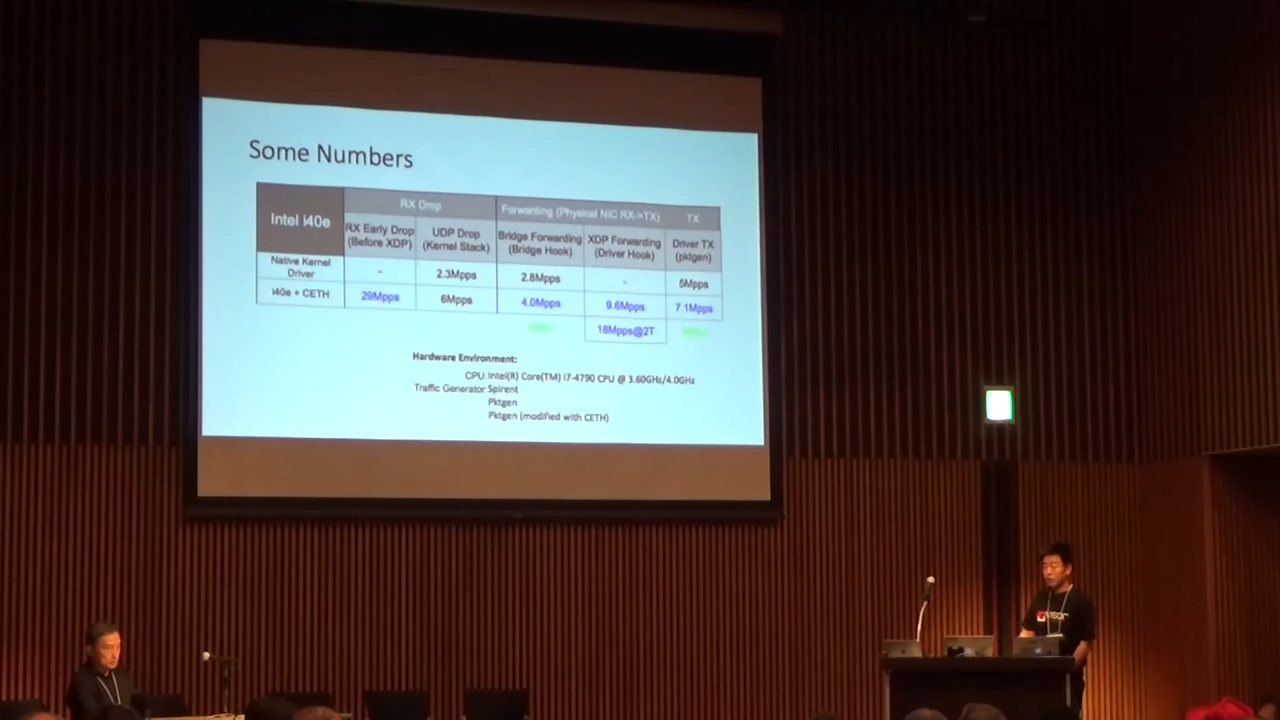 Some Numbers
Intel i40e
RX Drop
Forwarding (Physical NIC RX->TX)
TX
RX Early Drop
(Before XDP)
UDP Drop
(Kernel Stack)
Bridge Forwarding
(Bridge Hook)
XDP Forwarding
(Driver Hook)
Driver TX
(pktgen)
Native Kernel
Driver
-
2.3Mpps
2.8Mpps
-
5Mpps
i40e + CETH
29Mpps
6Mpps
4.0Mpps
9.6Mpps
7.1Mpps
18Mpps@2T
Hardware Environment:
CPU: Intel(R) Core(TM) i7-4790 CPU @ 3.60GHz/4.0GHz
Traffic Generator: Spirent
Pktgen
Pktgen (modified with CETH)